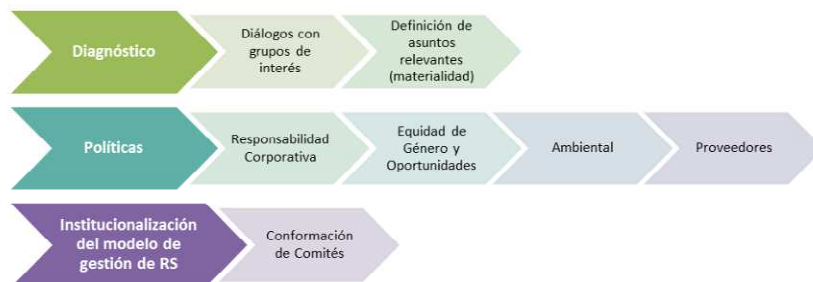 Diagnóstico
Diálogos con
grupos de
interés
Definición de
asuntos
relevantes
(materialidad)
Políticas
Responsabilidad
Corporativa
Equidad de
Género y
Oportunidades
Ambiental
Proveedores
Institucionalización
del modelo de
gestión de RS
Conformación
de Comités